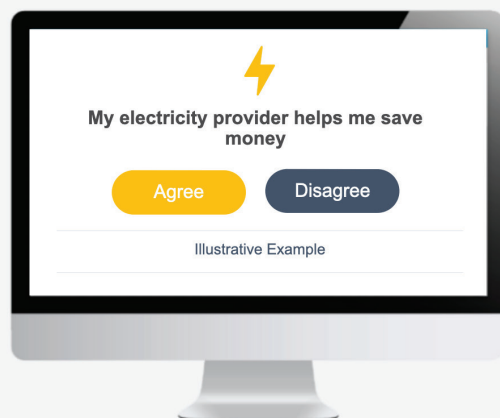 My electricity provider helps me save
money
Agree
Disagree
Illustrative Example